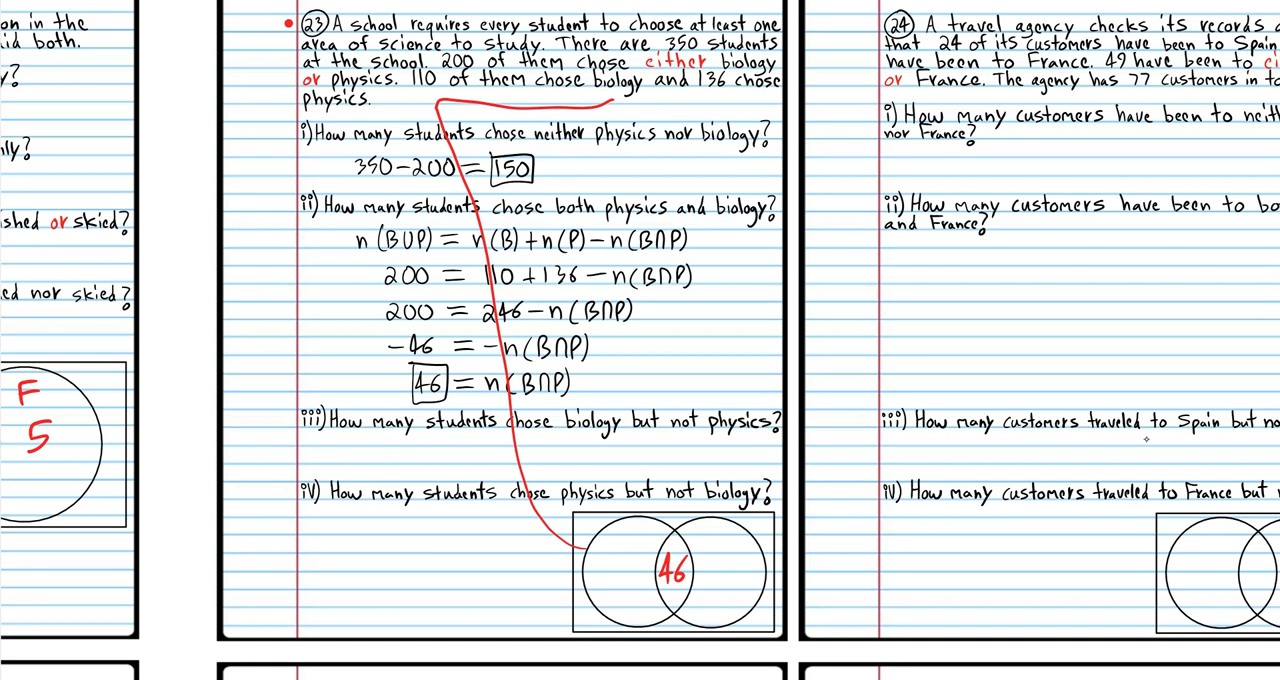 on in the
id both.
y?
nly?
shed or skied?
ed nor skied?
F
5
23 A school requires every student to choose at least one
area of science to study. There are 350 students
at the school. 200 of them chose either biology
or physics. 110 of them chose biology and 136 chose
physics.
i) How many students chose neither physics nor biology?
350-200 = 150
ii) How many students chose both physics and biology?
n(B∪P) = n(B)+n(P)-n(B∩P)
200 = 110+136-n(B∩P)
200 = 246-n(B∩P)
-46 = -n(B∩P)
46 = n(B∩P)
iii) How many students chose biology but not physics?
iv) How many students chose physics but not biology?
46
24 A travel agency checks its records
that 24 of its customers have been to Spain
have been to France. 49 have been to ei
or France. The agency has 77 customers in to
i) How many customers have been to neit
nor France?
ii) How many customers have been to bo
and France?
iii) How many customers traveled to Spain but no
iv) How many customers traveled to France but